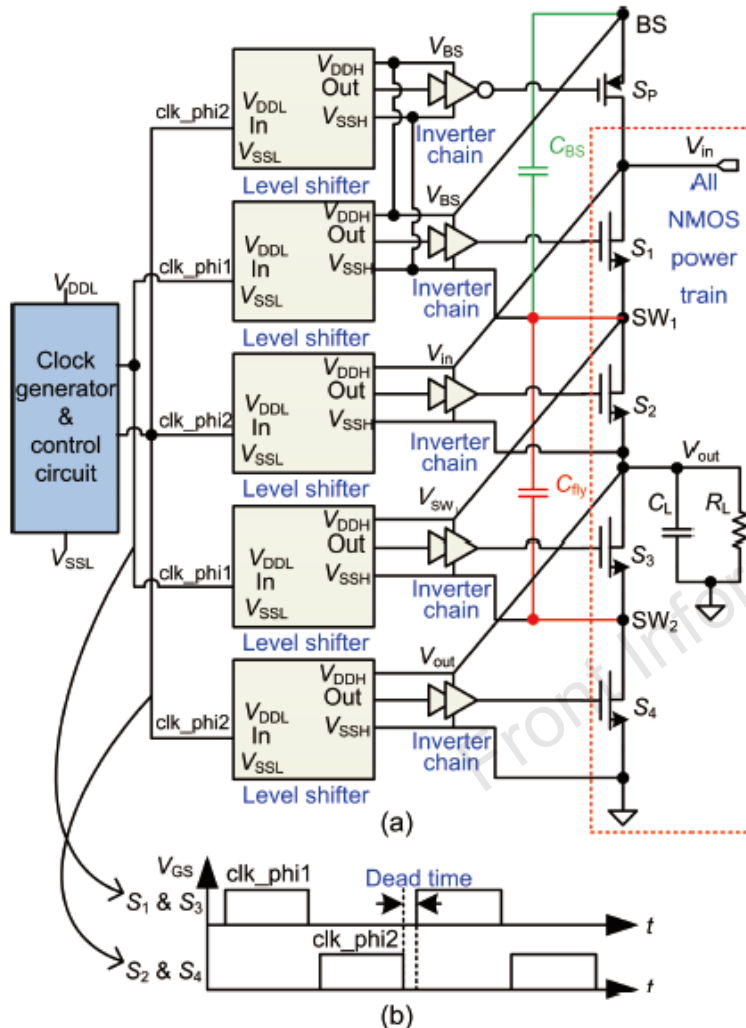 BS
V_BS
V_DDH
Out
V_SSH
clk_phi2
V_DDL
In
V_SSL
Inverter
chain
Level shifter
S_P
C_BS
V_in
All
NMOS
power
train
V_BS
V_DDH
Out
V_SSH
clk_phi1
V_DDL
In
V_SSL
Inverter
chain
Level shifter
S_1
SW_1
V_DDL
Clock
generator
&
control
circuit
V_SSL
V_in
V_DDH
Out
V_SSH
clk_phi2
V_DDL
In
V_SSL
Inverter
chain
Level shifter
S_2
V_out
C_fly
C_L
R_L
V_SW1
V_DDH
Out
V_SSH
clk_phi1
V_DDL
In
V_SSL
Inverter
chain
Level shifter
S_3
SW_2
V_out
V_DDH
Out
V_SSH
clk_phi2
V_DDL
In
V_SSL
Inverter
chain
Level shifter
S_4
Front Infor
(a)
V_GS
clk_phi1
Dead time
S_1 & S_3
t
clk_phi2
S_2 & S_4
t
(b)